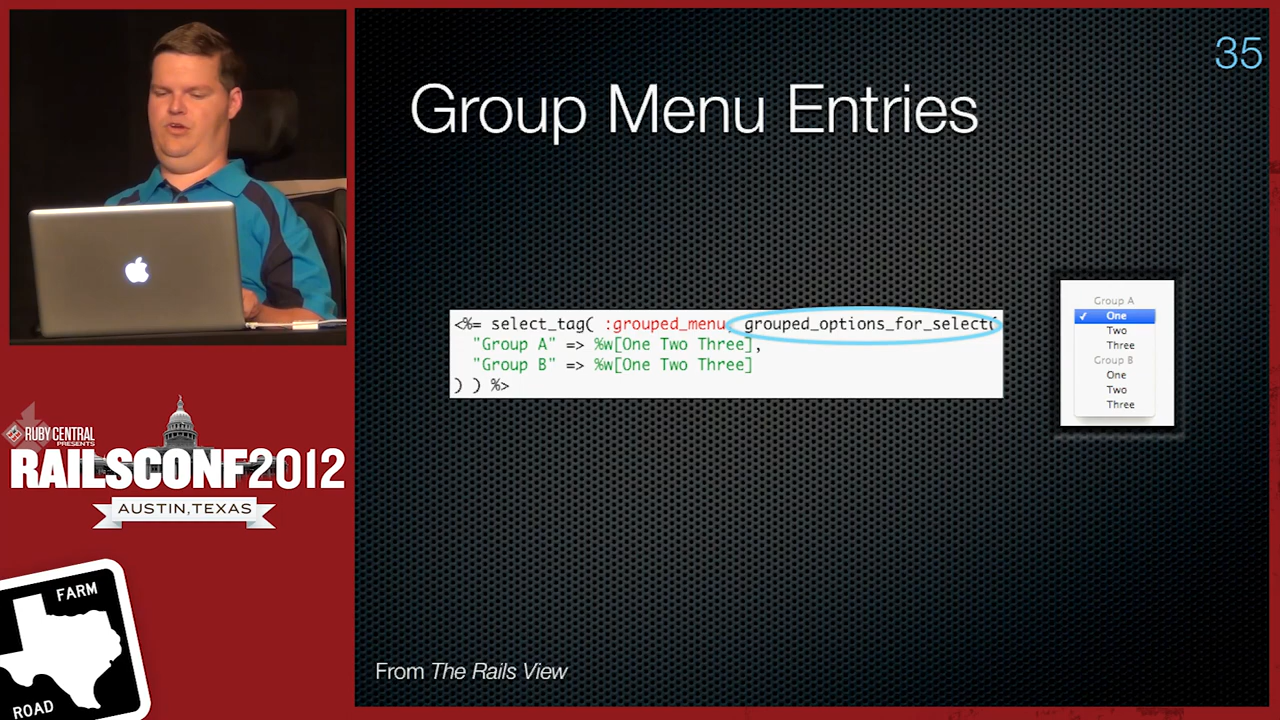 35
Group Menu Entries
<%= select_tag( :grouped_menu, grouped_options_for_select(
"Group A" => %w[One Two Three],
"Group B" => %w[One Two Three]
) ) %>
Group A
✓ One
Two
Three
Group B
One
Two
Three
From The Rails View
RUBY CENTRAL
PRESENTS
RAILSCONF2012
AUSTIN, TEXAS
FARM
ROAD